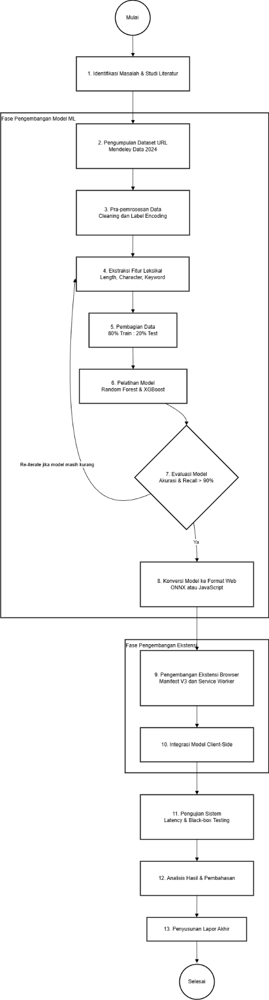 Mulai
1. Identifikasi Masalah & Studi Literatur
Fase Pengembangan Model ML
2. Pengumpulan Dataset URL
Mendeley Data 2024
3. Pra-pemrosesan Data
Cleaning dan Label Encoding
4. Ekstraksi Fitur Leksikal
Length, Character, Keyword
5. Pembagian Data
80% Train : 20% Test
6. Pelatihan Model
Random Forest & XGBoost
Re-iterate jika model masih kurang
7. Evaluasi Model
Akurasi & Recall > 90%
Ya
8. Konversi Model ke Format Web
ONNX atau JavaScript
Fase Pengembangan Ekstensi
9. Pengembangan Ekstensi Browser
Manifest V3 dan Service Worker
10. Integrasi Model Client-Side
11. Pengujian Sistem
Latency & Black-box Testing
12. Analisis Hasil & Pembahasan
13. Penyusunan Lapor Akhir
Selesai